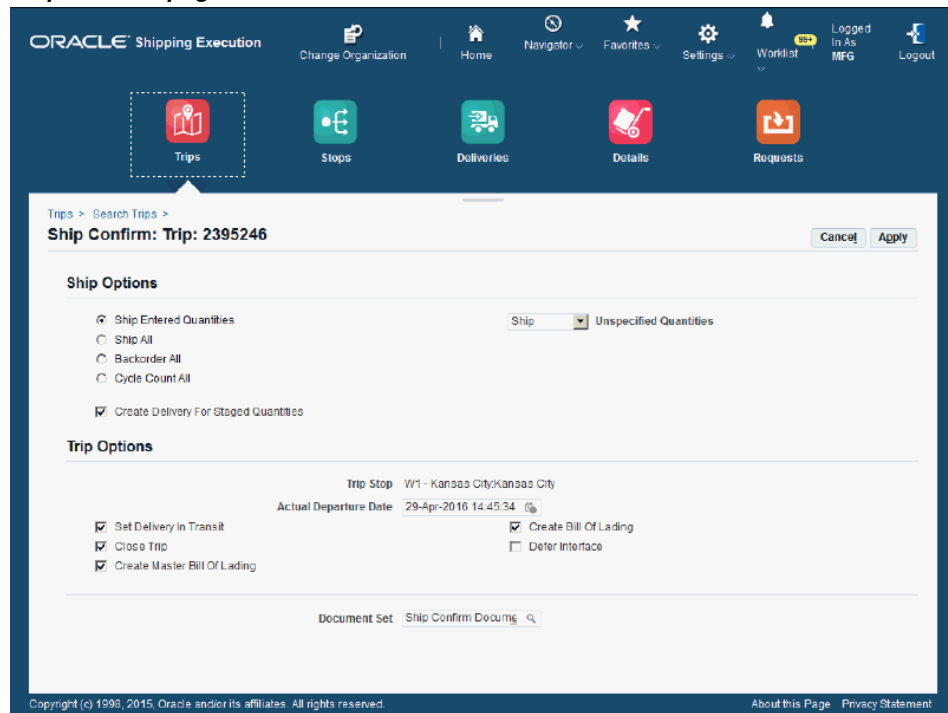 ORACLE® Shipping Execution
Change Organization
Home
Navigator
Favorites
Settings
Worklist
99+
Logged
In As
MFG
Logout
Trips
Stops
Deliveries
Details
Requests
Trips > Search Trips >
Ship Confirm: Trip: 2395246
Cancel Apply
Ship Options
Ship Entered Quantities
Ship Unspecified Quantities
Ship All
Backorder All
Cycle Count All
Create Delivery For Staged Quantities
Trip Options
Trip Stop W1 - Kansas City:Kansas City
Actual Departure Date 29-Apr-2016 14:45:34
Set Delivery In Transit
Create Bill Of Lading
Close Trip
Defer Interface
Create Master Bill Of Lading
Document Set Ship Confirm Docume
Copyright (c) 1998, 2015, Oracle and/or its affiliates. All rights reserved.
About this Page Privacy Statement